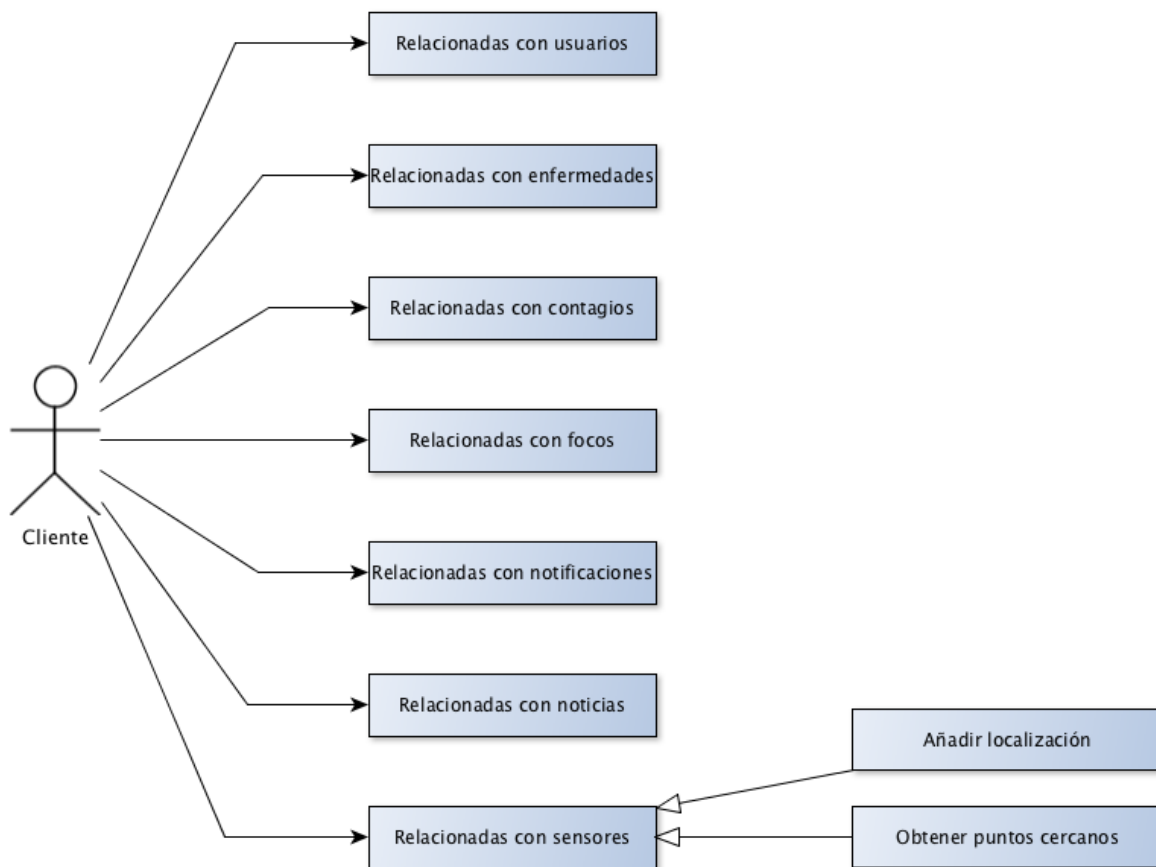 Relacionadas con usuarios
Relacionadas con enfermedades
Relacionadas con contagios
Relacionadas con focos
Cliente
Relacionadas con notificaciones
Relacionadas con noticias
Añadir localización
Relacionadas con sensores
Obtener puntos cercanos